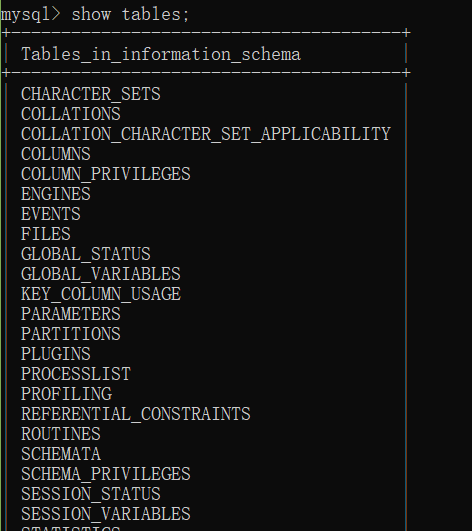 mysql> show tables;
+-----------------------------------------+
| Tables_in_information_schema |
+-----------------------------------------+
| CHARACTER_SETS |
| COLLATIONS |
| COLLATION_CHARACTER_SET_APPLICABILITY |
| COLUMNS |
| COLUMN_PRIVILEGES |
| ENGINES |
| EVENTS |
| FILES |
| GLOBAL_STATUS |
| GLOBAL_VARIABLES |
| KEY_COLUMN_USAGE |
| PARAMETERS |
| PARTITIONS |
| PLUGINS |
| PROCESSLIST |
| PROFILING |
| REFERENTIAL_CONSTRAINTS |
| ROUTINES |
| SCHEMATA |
| SCHEMA_PRIVILEGES |
| SESSION_STATUS |
| SESSION_VARIABLES |
| STATISTICS |